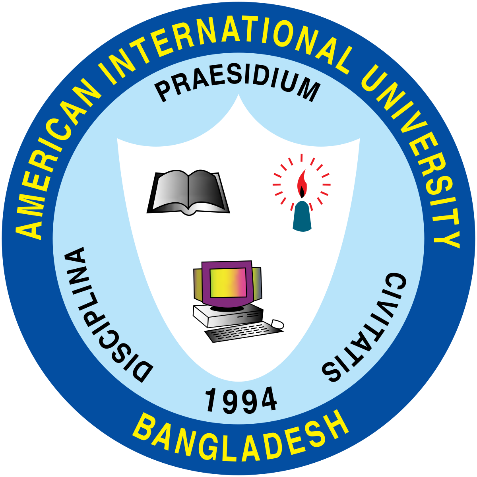 AMERICAN INTERNATIONAL UNIVERSITY
PRAESIDIUM
DISCIPLINA
CIVITATIS
1994
BANGLADESH